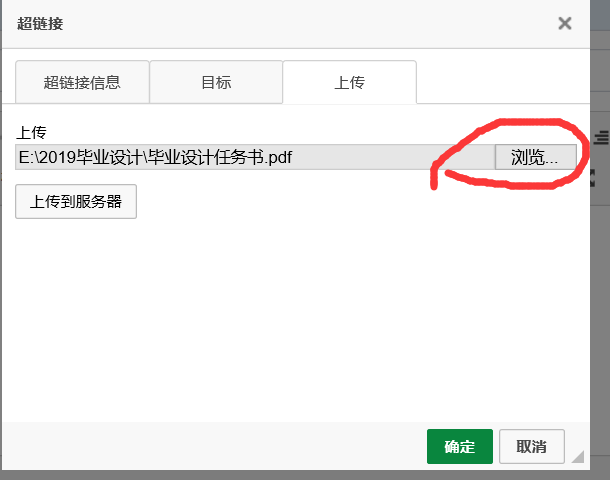 超链接
超链接信息
目标
上传
上传
E:\2019毕业设计\毕业设计任务书.pdf
浏览...
上传到服务器
确定
取消